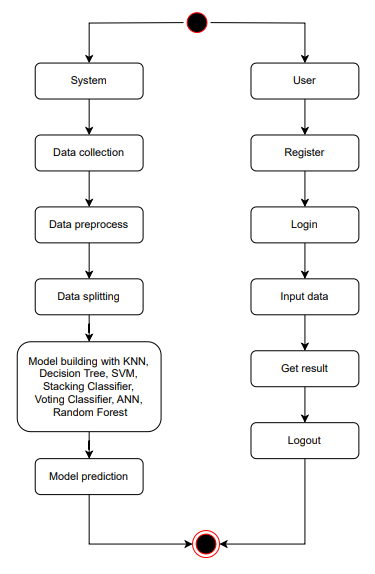 System
User
Data collection
Register
Data preprocess
Login
Data splitting
Input data
Model building with KNN,
Decision Tree, SVM,
Stacking Classifier,
Voting Classifier, ANN,
Random Forest
Get result
Logout
Model prediction